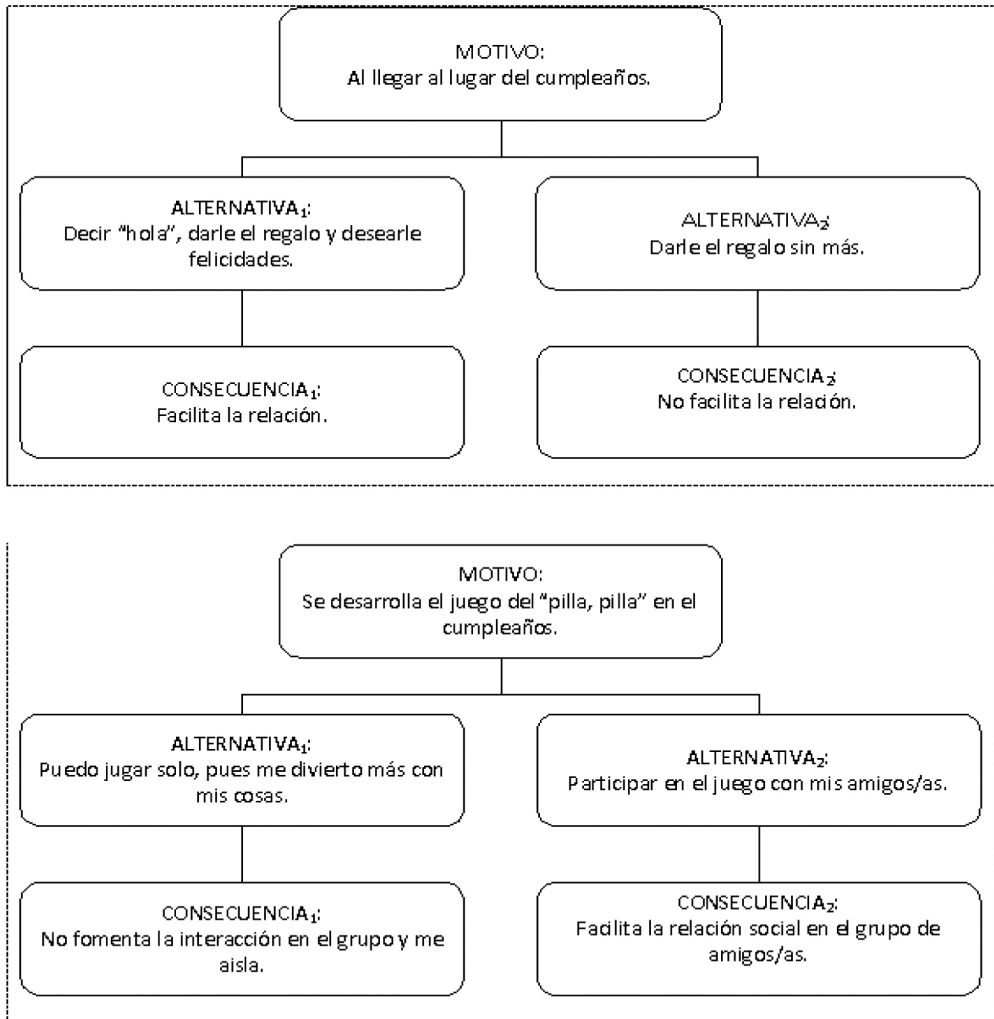 MOTIVO:
Al llegar al lugar del cumpleaños.
ALTERNATIVA₁:
Decir "hola", darle el regalo y desearle
felicidades.
ALTERNATIVA₂:
Darle el regalo sin más.
CONSECUENCIA₁:
Facilita la relación.
CONSECUENCIA₂:
No facilita la relación.
MOTIVO:
Se desarrolla el juego del "pilla, pilla" en el
cumpleaños.
ALTERNATIVA₁:
Puedo jugar solo, pues me divierto más con
mis cosas.
ALTERNATIVA₂:
Participar en el juego con mis amigos/as.
CONSECUENCIA₁:
No fomenta la interacción en el grupo y me
aisla.
CONSECUENCIA₂:
Facilita la relación social en el grupo de
amigos/as.